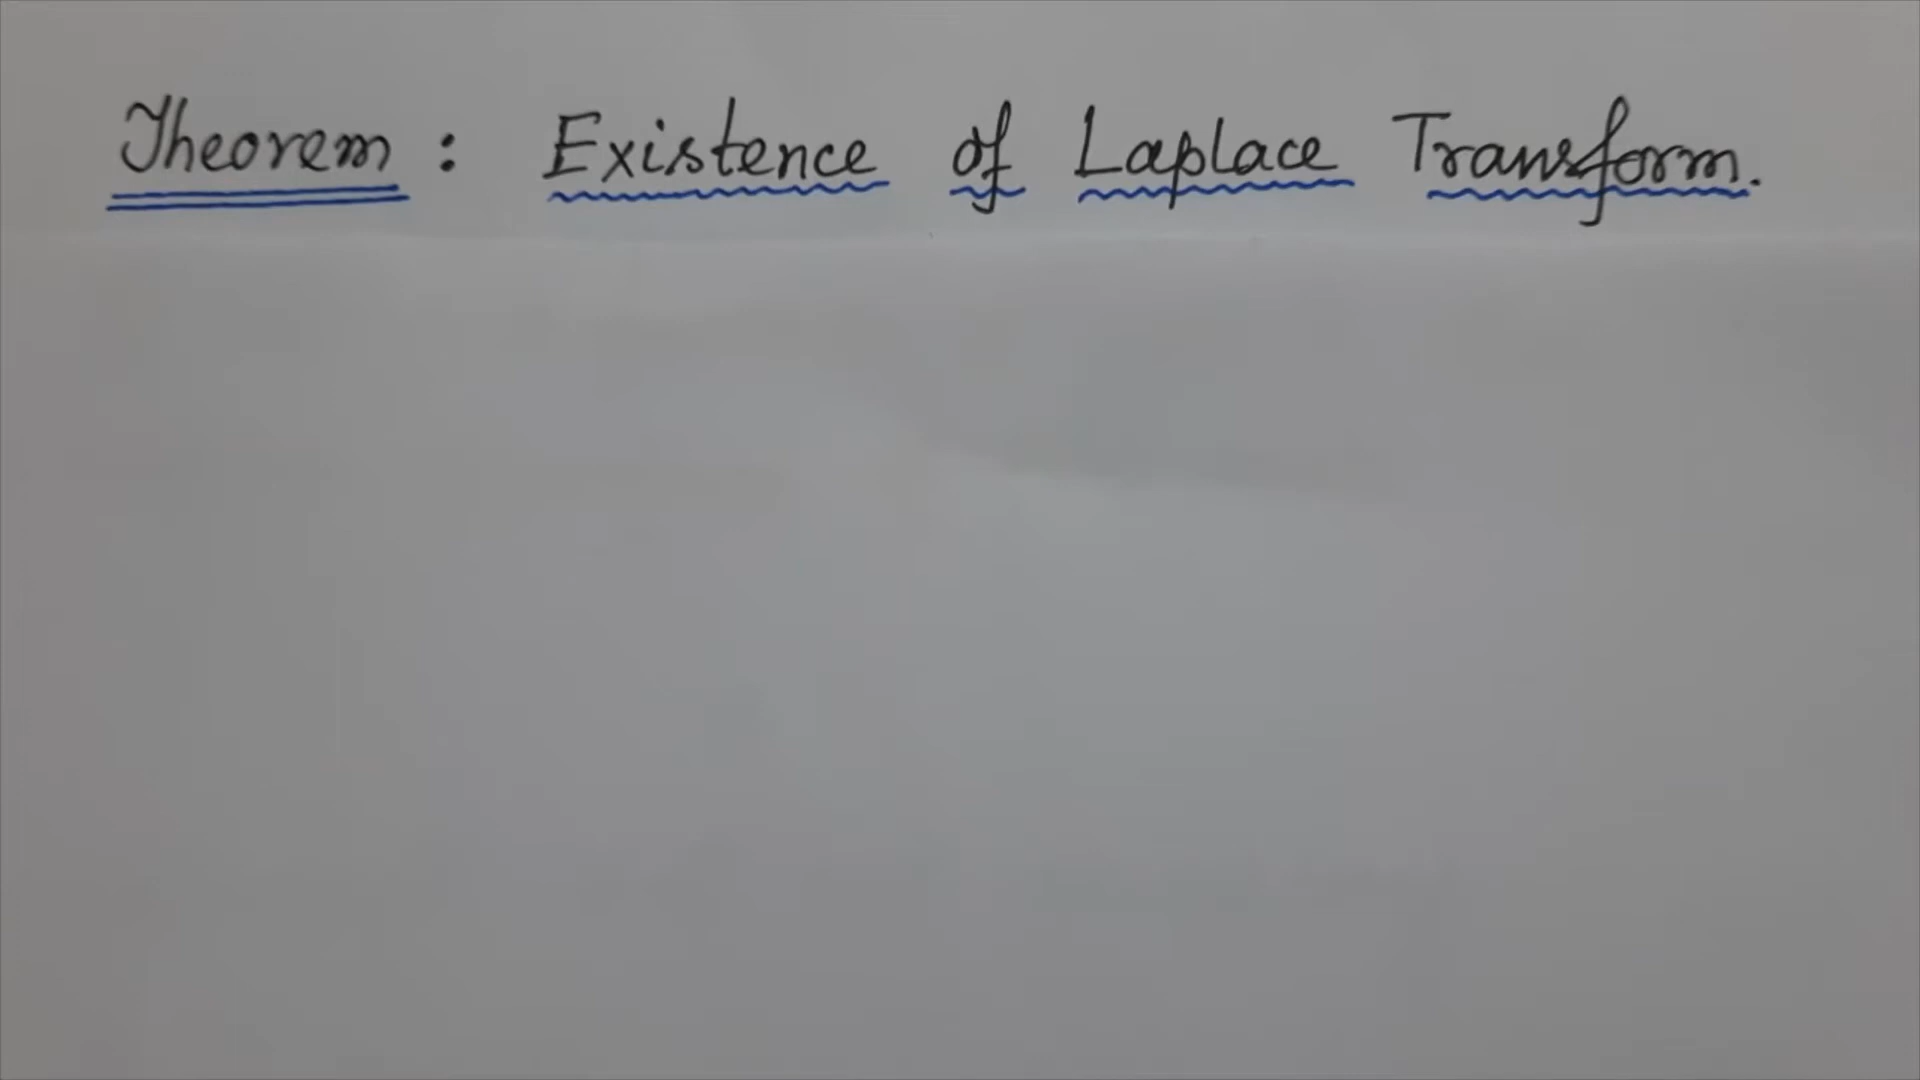 Theorem : Existence of Laplace Transform.